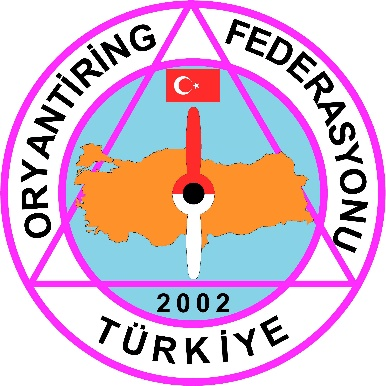 ORYANTİRİNG
FEDERASYONU
2002
TÜRKİYE